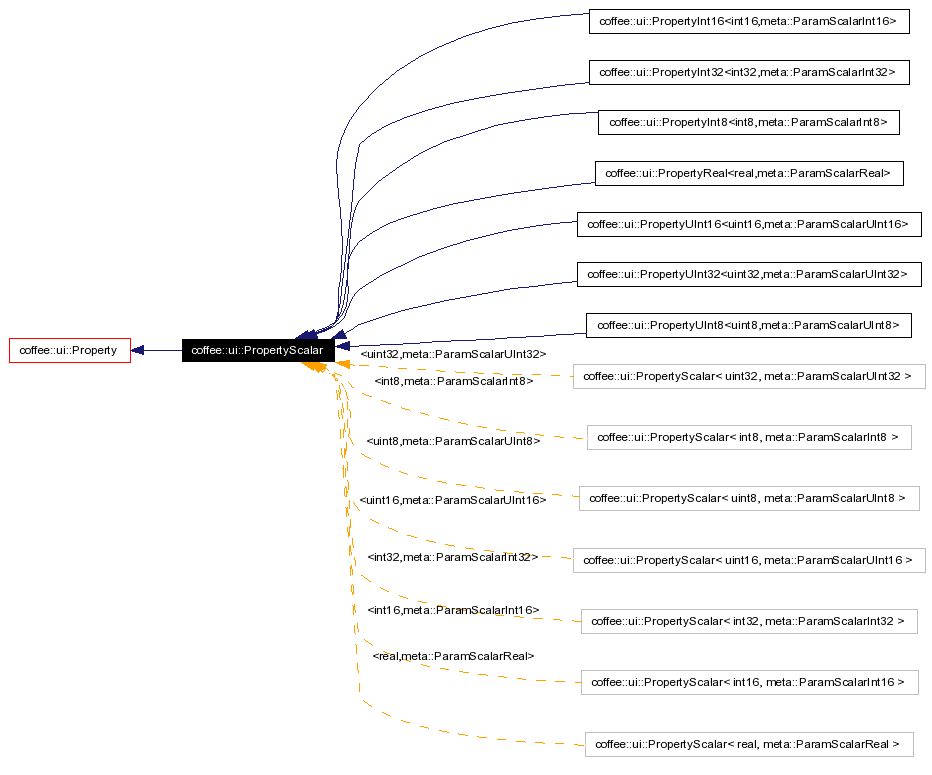 coffee::ui::PropertyInt16<int16,meta::ParamScalarInt16>
coffee::ui::PropertyInt32<int32,meta::ParamScalarInt32>
coffee::ui::PropertyInt8<int8,meta::ParamScalarInt8>
coffee::ui::PropertyReal<real,meta::ParamScalarReal>
coffee::ui::PropertyUInt16<uint16,meta::ParamScalarUInt16>
coffee::ui::PropertyUInt32<uint32,meta::ParamScalarUInt32>
coffee::ui::PropertyUInt8<uint8,meta::ParamScalarUInt8>
coffee::ui::Property
coffee::ui::PropertyScalar
<uint32,meta::ParamScalarUInt32>
coffee::ui::PropertyScalar< uint32, meta::ParamScalarUInt32 >
<int8,meta::ParamScalarInt8>
coffee::ui::PropertyScalar< int8, meta::ParamScalarInt8 >
<uint8,meta::ParamScalarUInt8>
coffee::ui::PropertyScalar< uint8, meta::ParamScalarUInt8 >
<uint16,meta::ParamScalarUInt16>
coffee::ui::PropertyScalar< uint16, meta::ParamScalarUInt16 >
<int32,meta::ParamScalarInt32>
coffee::ui::PropertyScalar< int32, meta::ParamScalarInt32 >
<int16,meta::ParamScalarInt16>
coffee::ui::PropertyScalar< int16, meta::ParamScalarInt16 >
<real,meta::ParamScalarReal>
coffee::ui::PropertyScalar< real, meta::ParamScalarReal >